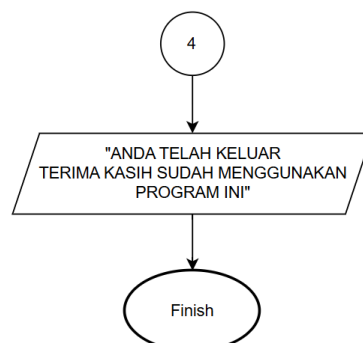 4
"ANDA TELAH KELUAR
TERIMA KASIH SUDAH MENGGUNAKAN
PROGRAM INI"
Finish